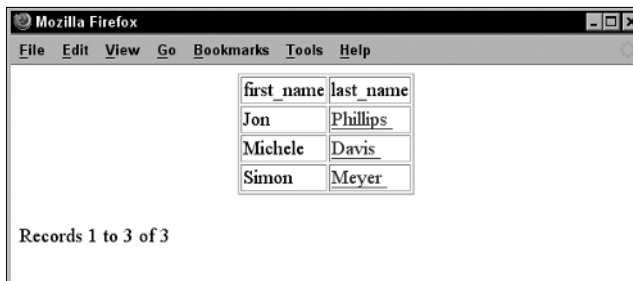 Mozilla Firefox
File Edit View Go Bookmarks Tools Help
first_name last_name
Jon Phillips
Michele Davis
Simon Meyer
Records 1 to 3 of 3